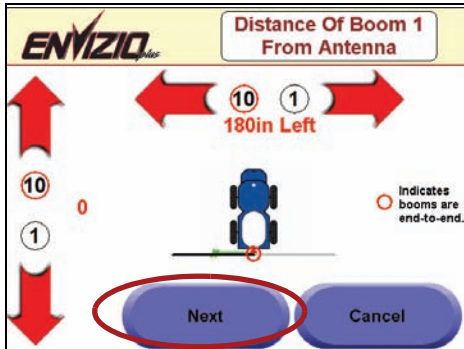 ENVIZIO plus
Distance Of Boom 1
From Antenna
10 1
180in Left
10
0
1
Indicates
booms are
end-to-end.
Next
Cancel